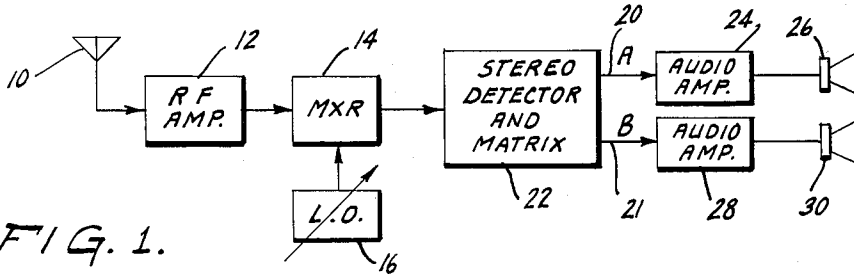 10
12
R F
AMP.
14
MXR
L.O.
16
STEREO
DETECTOR
AND
MATRIX
22
20
A
B
21
24
AUDIO
AMP.
26
AUDIO
AMP.
28
30
FIG. 1.